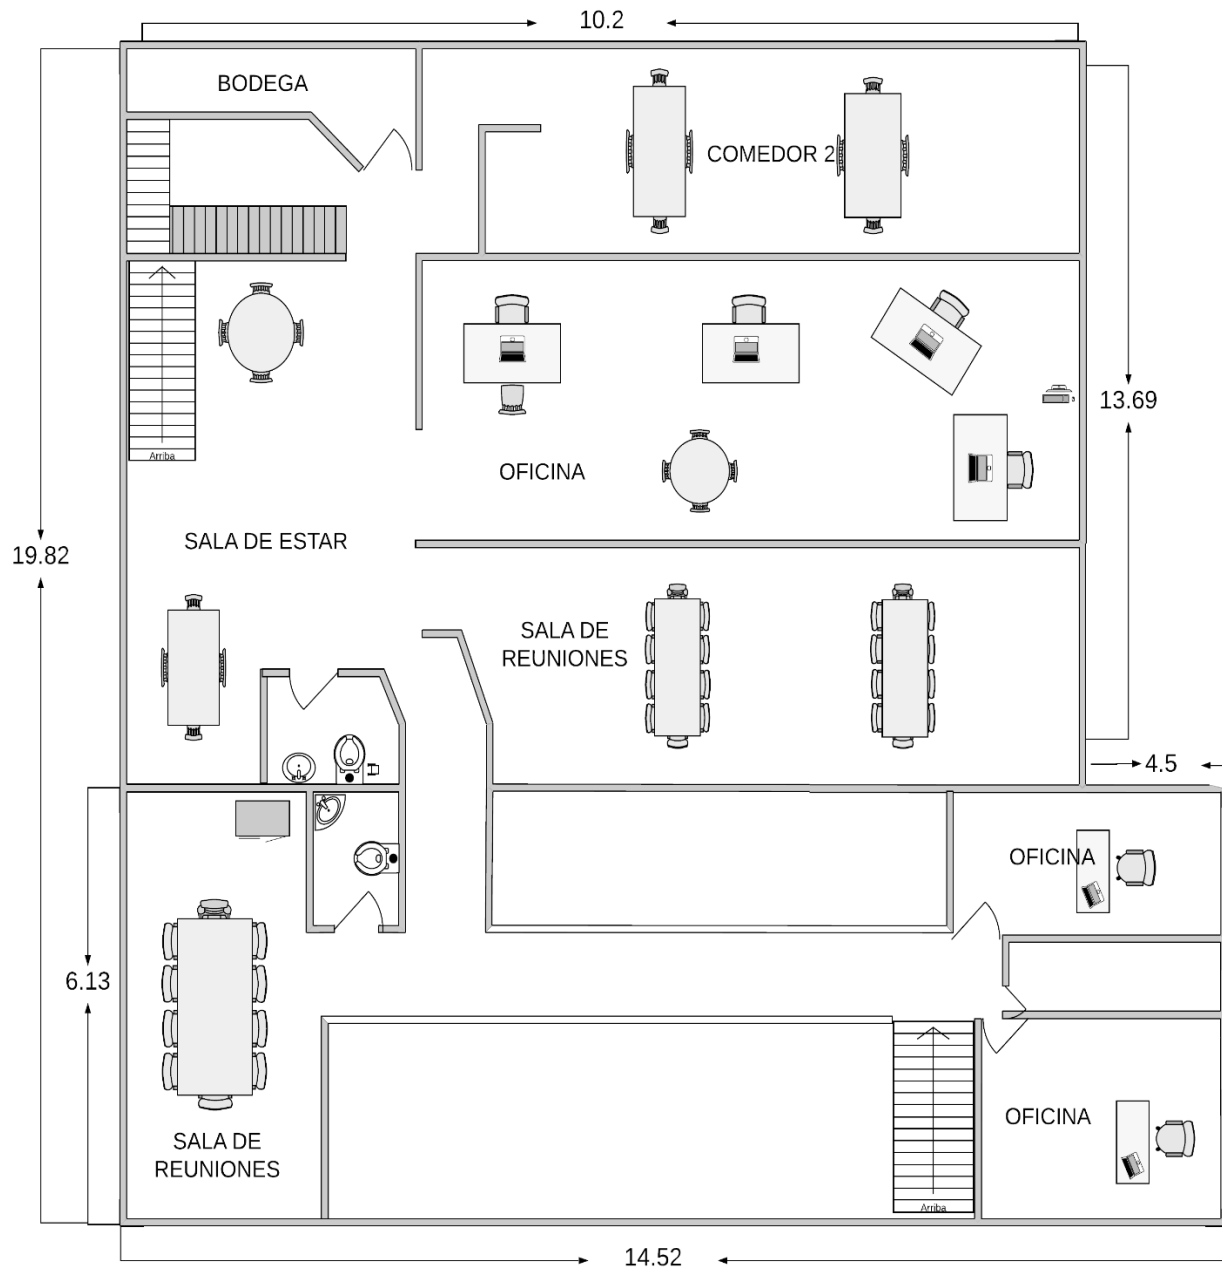 10.2
BODEGA
COMEDOR 2
13.69
Arriba
OFICINA
SALA DE ESTAR
19.82
SALA DE
REUNIONES
4.5
OFICINA
6.13
OFICINA
SALA DE
REUNIONES
Arriba
14.52